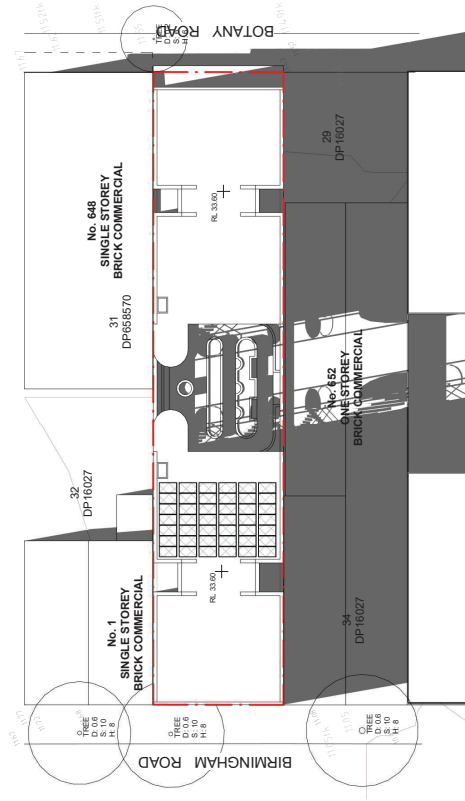 BOTANY ROAD
TREE
No. 648
SINGLE STOREY
BRICK COMMERCIAL
31
DP658570
29
DP16027
RL 33.60
No. 652
ONE STOREY
BRICK COMMERCIAL
32
DP16027
No. 1
SINGLE STOREY
BRICK COMMERCIAL
RL 33.60
34
DP16027
TREE
D: 0.6
S: 10
H: 8
TREE
D: 0.6
S: 10
H: 8
TREE
D: 0.6
S: 10
H: 8
BIRMINGHAM ROAD